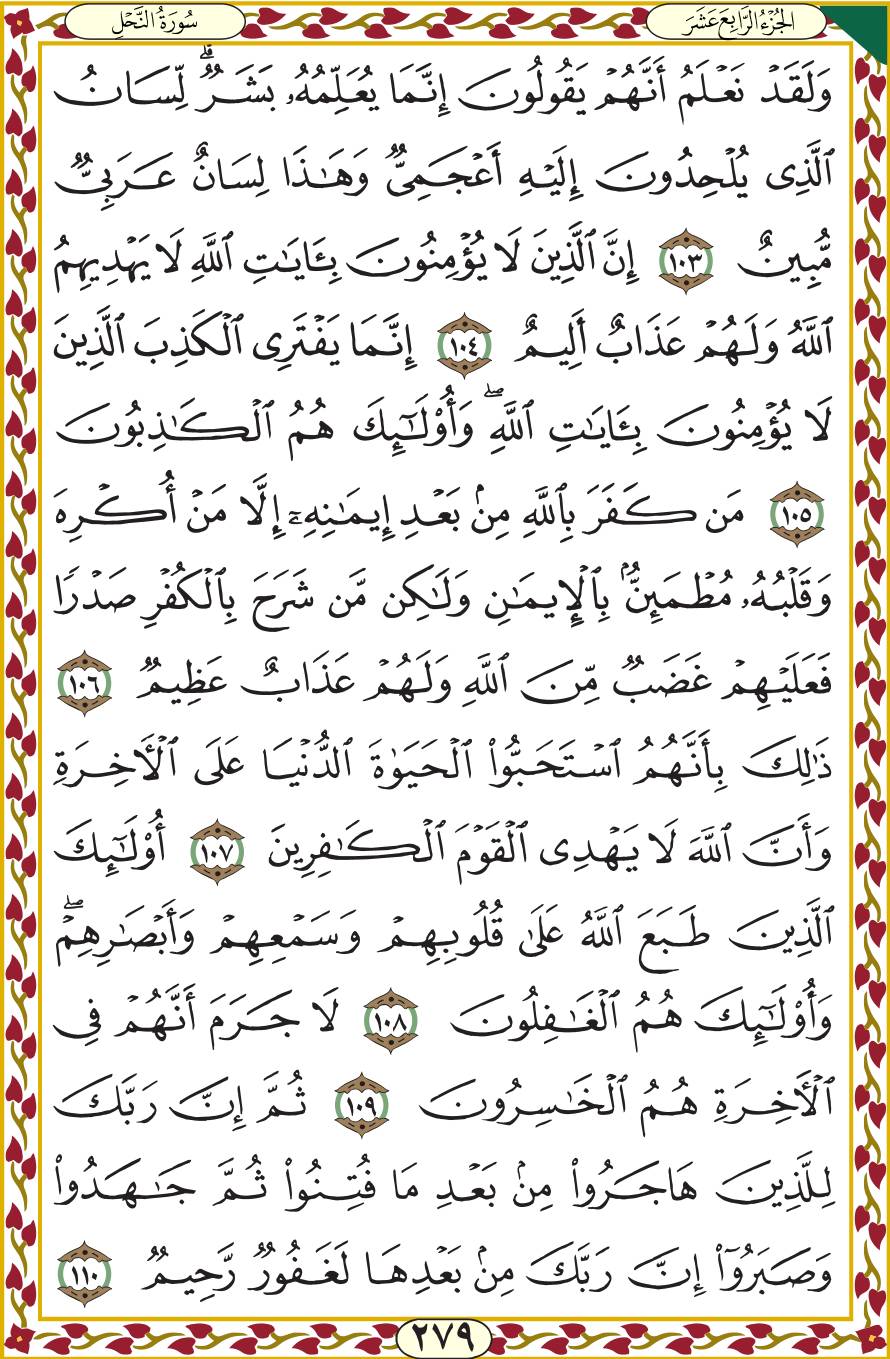 الجُزْءُ الرَّابِعَ عَشَرَ
سُورَةُ النَّحْلِ
وَلَقَدْ نَعْلَمُ أَنَّهُمْ يَقُولُونَ إِنَّمَا يُعَلِّمُهُۥ بَشَرٌۗ لِّسَانُ
ٱلَّذِى يُلْحِدُونَ إِلَيْهِ أَعْجَمِىٌّ وَهَـٰذَا لِسَانٌ عَرَبِىٌّ
مُّبِينٌ ١٠٣ إِنَّ ٱلَّذِينَ لَا يُؤْمِنُونَ بِـَٔايَـٰتِ ٱللَّهِ لَا يَهْدِيهِمُ
ٱللَّهُ وَلَهُمْ عَذَابٌ أَلِيمٌ ١٠٤ إِنَّمَا يَفْتَرِى ٱلْكَذِبَ ٱلَّذِينَ
لَا يُؤْمِنُونَ بِـَٔايَـٰتِ ٱللَّهِۖ وَأُو۟لَـٰٓئِكَ هُمُ ٱلْكَـٰذِبُونَ
١٠٥ مَن كَفَرَ بِٱللَّهِ مِنۢ بَعْدِ إِيمَـٰنِهِۦٓ إِلَّا مَنْ أُكْرِهَ
وَقَلْبُهُۥ مُطْمَئِنٌّۢ بِٱلْإِيمَـٰنِ وَلَـٰكِن مَّن شَرَحَ بِٱلْكُفْرِ صَدْرًا
فَعَلَيْهِمْ غَضَبٌ مِّنَ ٱللَّهِ وَلَهُمْ عَذَابٌ عَظِيمٌ ١٠٦
ذَٰلِكَ بِأَنَّهُمُ ٱسْتَحَبُّوا۟ ٱلْحَيَوٰةَ ٱلدُّنْيَا عَلَى ٱلْـَٔاخِرَةِ
وَأَنَّ ٱللَّهَ لَا يَهْدِى ٱلْقَوْمَ ٱلْكَـٰفِرِينَ ١٠٧ أُو۟لَـٰٓئِكَ
ٱلَّذِينَ طَبَعَ ٱللَّهُ عَلَىٰ قُلُوبِهِمْ وَسَمْعِهِمْ وَأَبْصَـٰرِهِمْۖ
وَأُو۟لَـٰٓئِكَ هُمُ ٱلْغَـٰفِلُونَ ١٠٨ لَا جَرَمَ أَنَّهُمْ فِى
ٱلْـَٔاخِرَةِ هُمُ ٱلْخَـٰسِرُونَ ١٠٩ ثُمَّ إِنَّ رَبَّكَ
لِلَّذِينَ هَاجَرُوا۟ مِنۢ بَعْدِ مَا فُتِنُوا۟ ثُمَّ جَـٰهَدُوا۟
وَصَبَرُوٓا۟ إِنَّ رَبَّكَ مِنۢ بَعْدِهَا لَغَفُورٌ رَّحِيمٌ ١١٠
٢٧٩